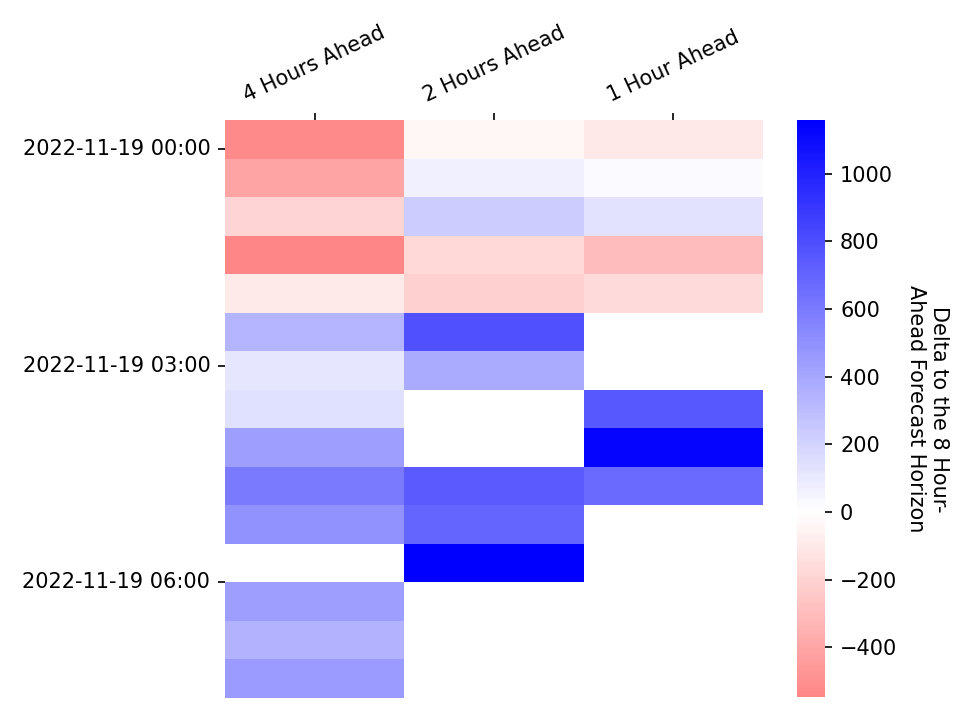 4 Hours Ahead
2 Hours Ahead
1 Hour Ahead
2022-11-19 00:00
2022-11-19 03:00
2022-11-19 06:00
1000
800
600
400
200
0
−200
−400
Delta to the 8 Hour-
Ahead Forecast Horizon